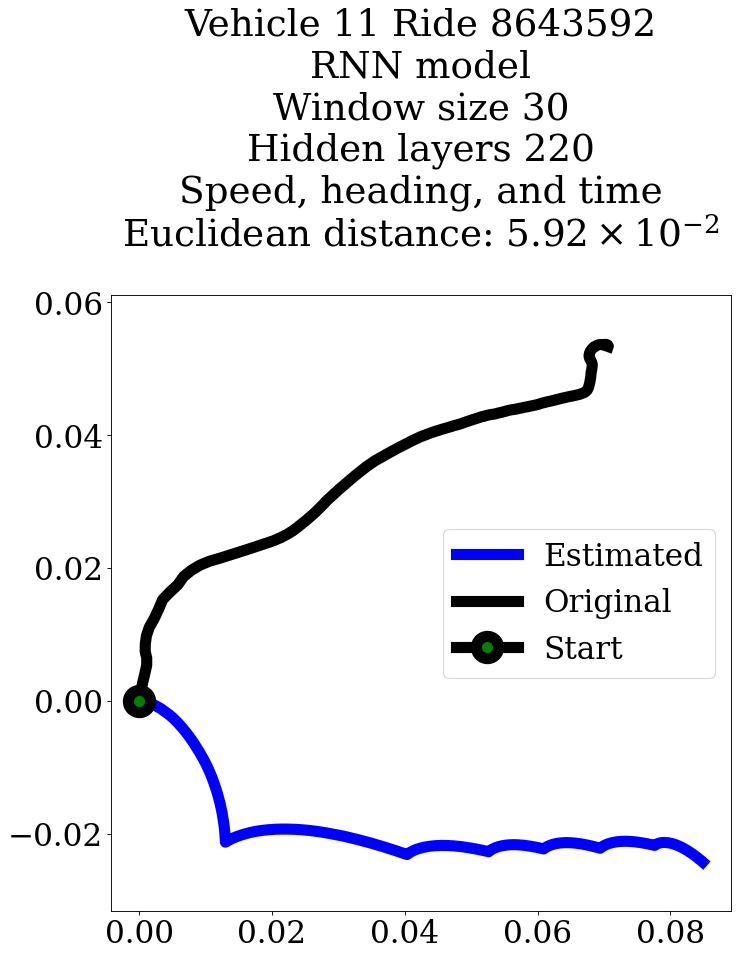 Vehicle 11 Ride 8643592
RNN model
Window size 30
Hidden layers 220
Speed, heading, and time
Euclidean distance: 5.92 × 10⁻²
0.06
0.04
0.02
0.00
−0.02
Estimated
Original
Start
0.00 0.02 0.04 0.06 0.08